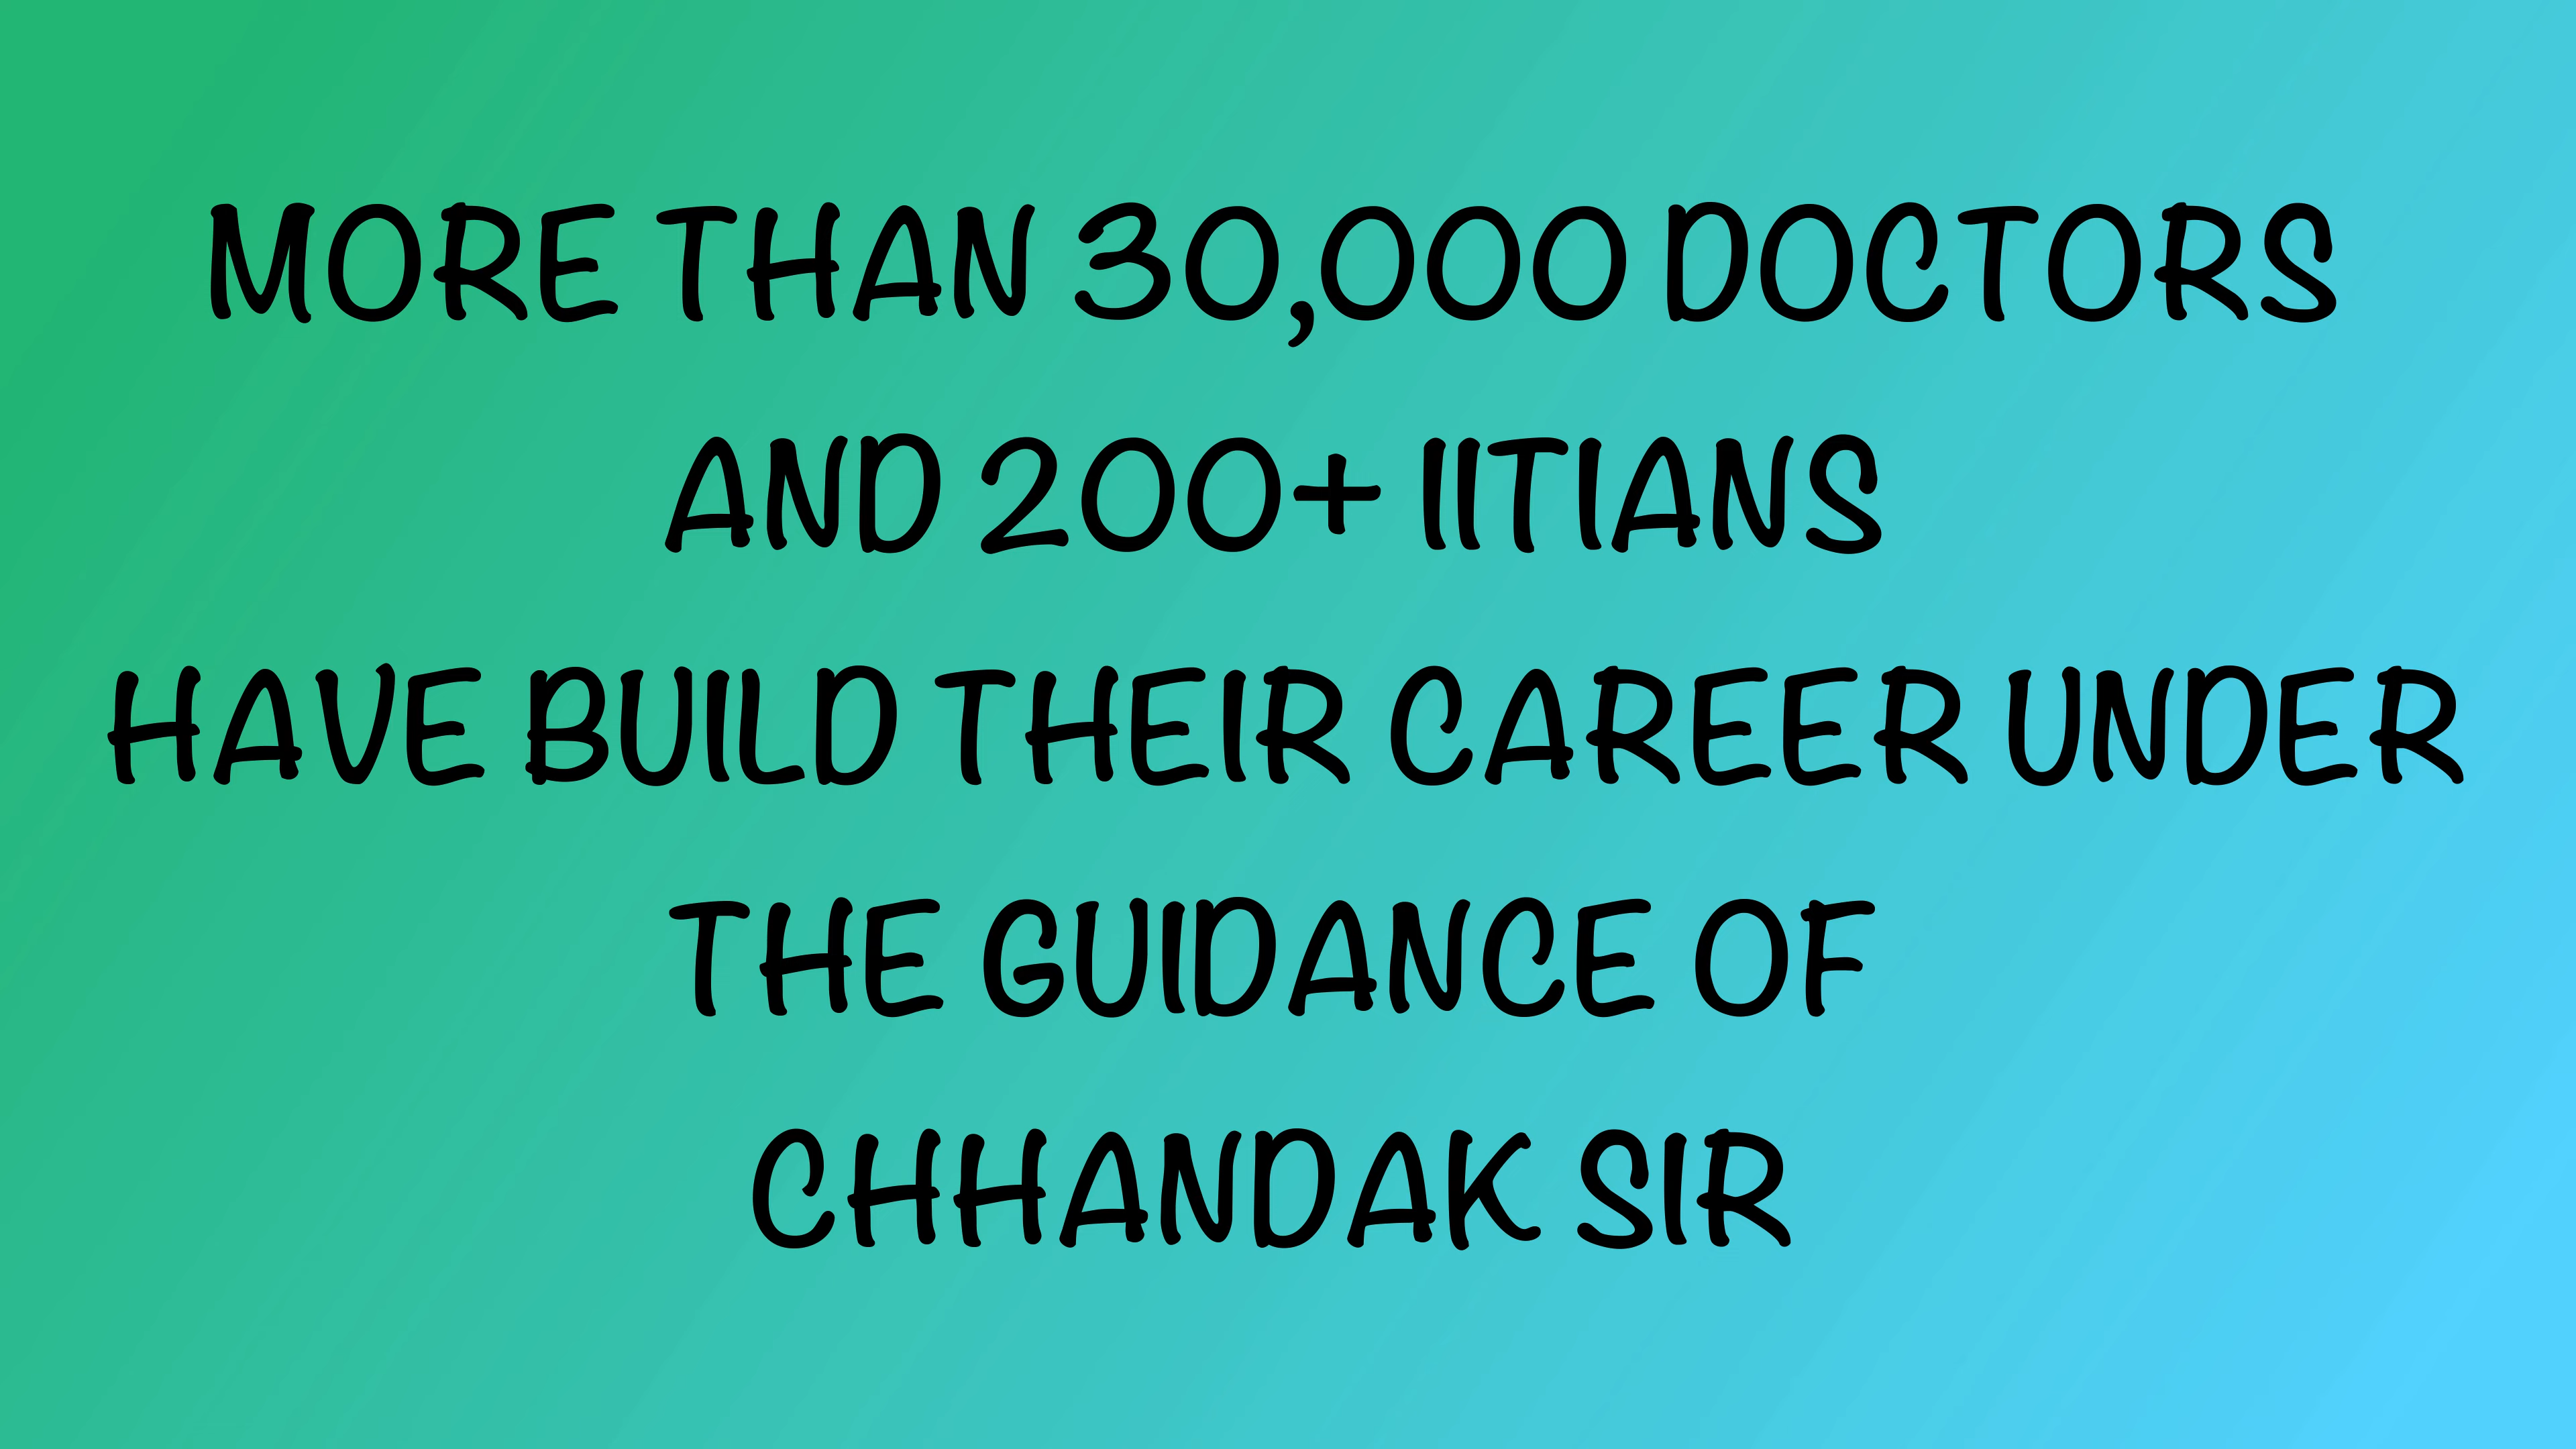 MORE THAN 30,000 DOCTORS
AND 200+ IITIANS
HAVE BUILD THEIR CAREER UNDER
THE GUIDANCE OF
CHHANDAK SIR